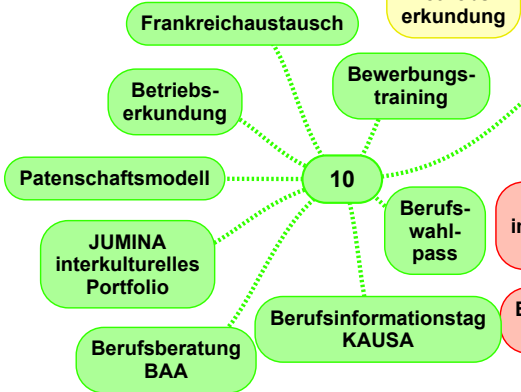 erkundung
Frankreichaustausch
Betriebs-
erkundung
Bewerbungs-
training
Patenschaftsmodell
10
Berufs-
wahl-
pass
JUMINA
interkulturelles
Portfolio
Berufsinformationstag
KAUSA
Berufsberatung
BAA